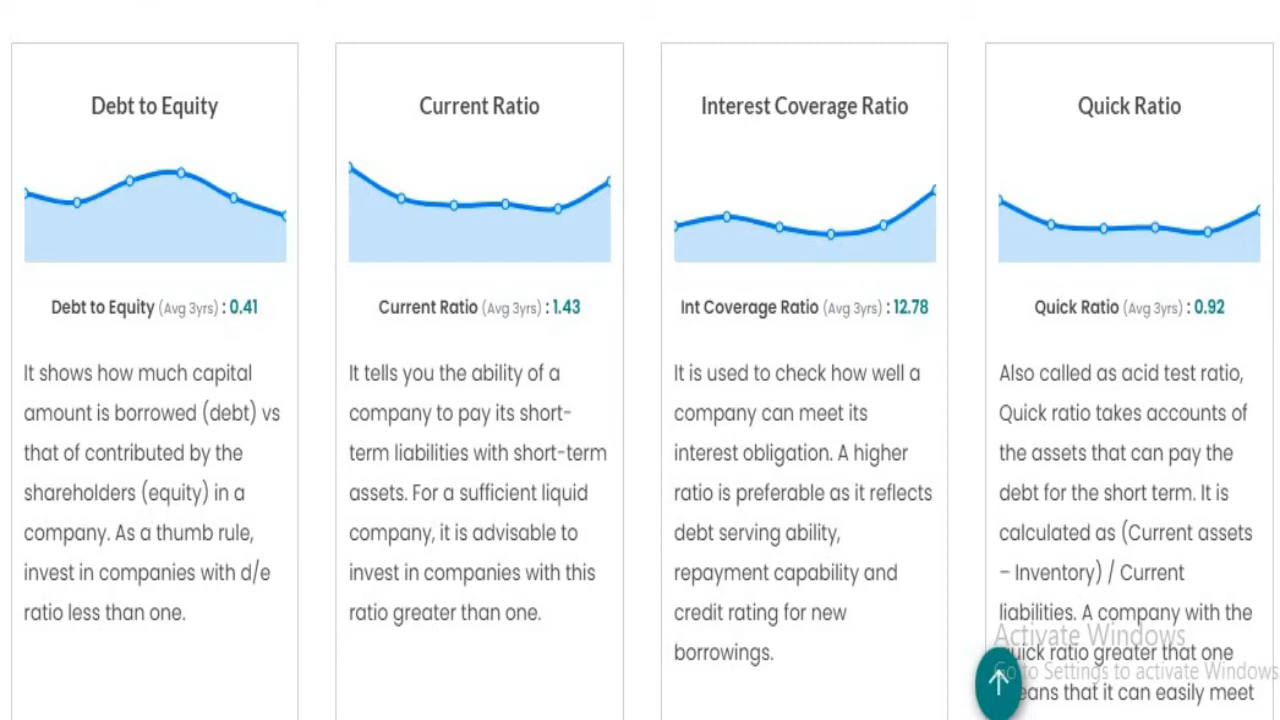 Debt to Equity
Debt to Equity (Avg 3yrs) : 0.41
It shows how much capital
amount is borrowed (debt) vs
that of contributed by the
shareholders (equity) in a
company. As a thumb rule,
invest in companies with d/e
ratio less than one.
Current Ratio
Current Ratio (Avg 3yrs) : 1.43
It tells you the ability of a
company to pay its short-
term liabilities with short-term
assets. For a sufficient liquid
company, it is advisable to
invest in companies with this
ratio greater than one.
Interest Coverage Ratio
Int Coverage Ratio (Avg 3yrs) : 12.78
It is used to check how well a
company can meet its
interest obligation. A higher
ratio is preferable as it reflects
debt serving ability,
repayment capability and
credit rating for new
borrowings.
Quick Ratio
Quick Ratio (Avg 3yrs) : 0.92
Also called as acid test ratio,
Quick ratio takes accounts of
the assets that can pay the
debt for the short term. It is
calculated as (Current assets
– Inventory) / Current
liabilities. A company with the
Quick ratio greater that one
means that it can easily meet
Activate Windows
Go to Settings to activate Windows